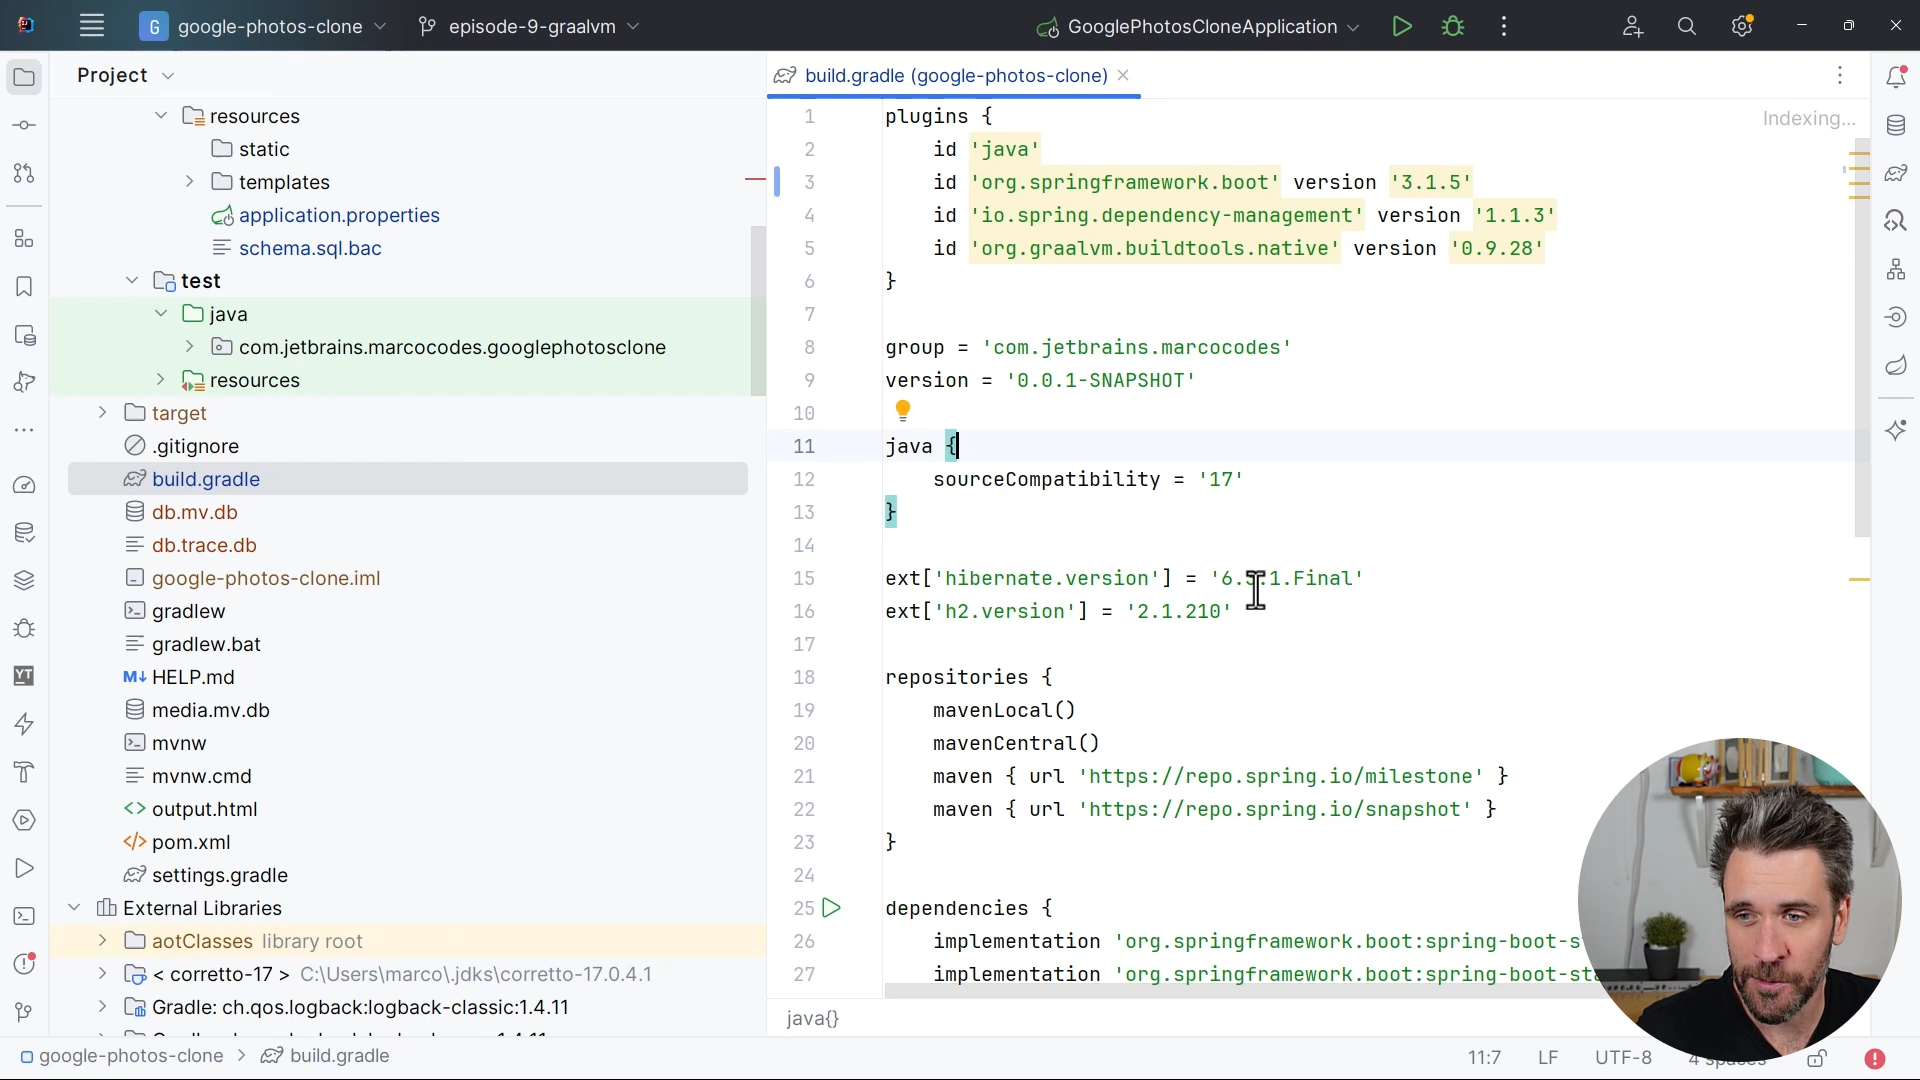 G google-photos-clone episode-9-graalvm GooglePhotosCloneApplication
Project
build.gradle (google-photos-clone)
resources
static
templates
application.properties
schema.sql.bac
test
java
com.jetbrains.marcocodes.googlephotosclone
resources
target
.gitignore
build.gradle
db.mv.db
db.trace.db
google-photos-clone.iml
gradlew
gradlew.bat
M↓ HELP.md
media.mv.db
mvnw
mvnw.cmd
output.html
pom.xml
settings.gradle
External Libraries
aotClasses library root
< corretto-17 > C:\Users\marco\.jdks\corretto-17.0.4.1
Gradle: ch.qos.logback:logback-classic:1.4.11
YT
Indexing...
1 plugins {
2 id 'java'
3 id 'org.springframework.boot' version '3.1.5'
4 id 'io.spring.dependency-management' version '1.1.3'
5 id 'org.graalvm.buildtools.native' version '0.9.28'
6 }
7
8 group = 'com.jetbrains.marcocodes'
9 version = '0.0.1-SNAPSHOT'
10
11 java {
12 sourceCompatibility = '17'
13 }
14
15 ext['hibernate.version'] = '6. .1.Final'
16 ext['h2.version'] = '2.1.210'
17
18 repositories {
19 mavenLocal()
20 mavenCentral()
21 maven { url 'https://repo.spring.io/milestone' }
22 maven { url 'https://repo.spring.io/snapshot' }
23 }
24
25 dependencies {
26 implementation 'org.springframework.boot:spring-boot-s
27 implementation 'org.springframework.boot:spring-boot-sta
java{}
google-photos-clone > build.gradle
11:7 LF UTF-8 4 spaces